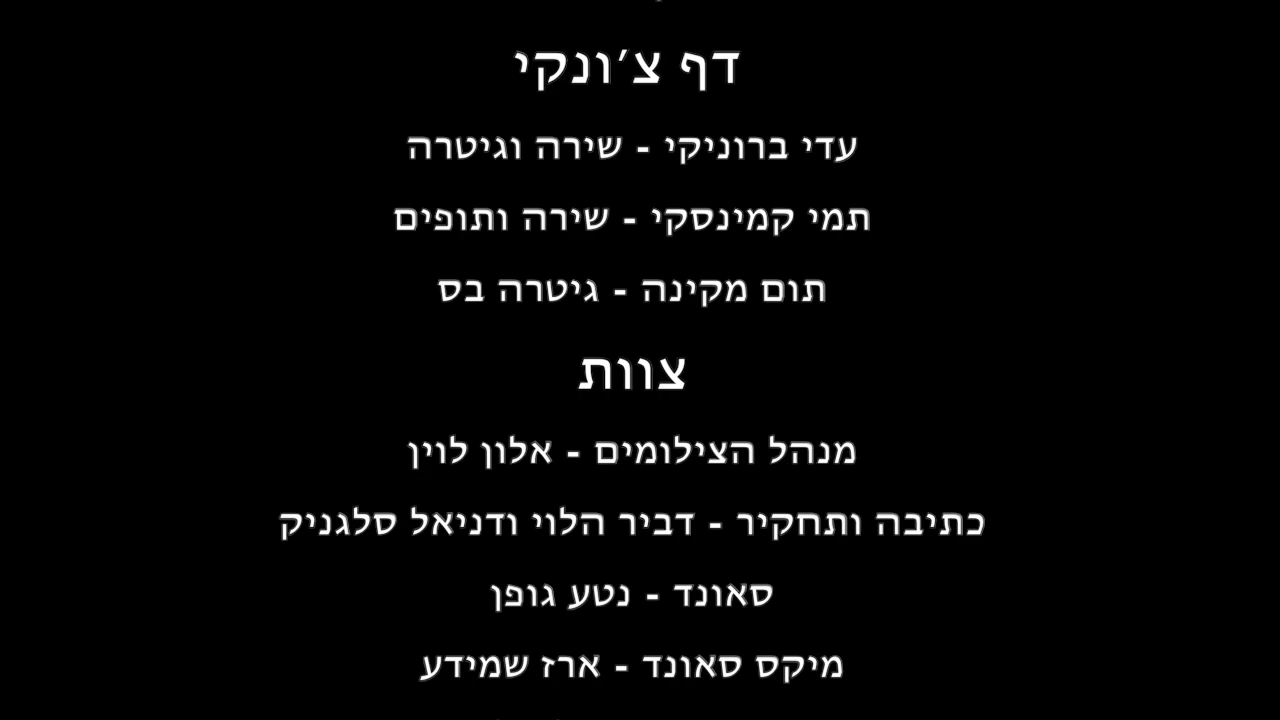 דף צ׳ונקי
עדי ברוניקי - שירה וגיטרה
תמי קמינסקי - שירה ותופים
תום מקינה - גיטרה בס
צוות
מנהל הצילומים - אלון לוין
כתיבה ותחקיר - דביר הלוי ודניאל סלגניק
סאונד - נטע גופן
מיקס סאונד - ארז שמידע